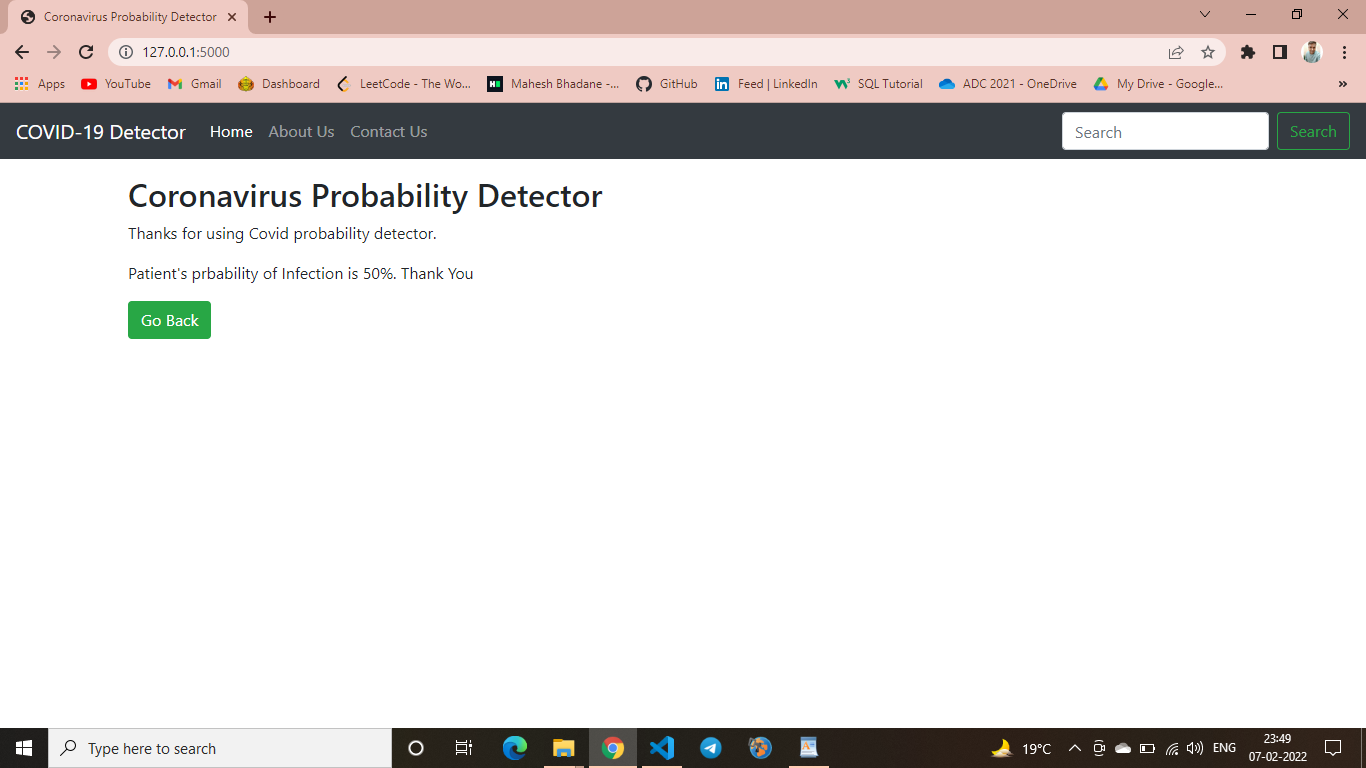 Coronavirus Probability Detector
127.0.0.1:5000
Apps YouTube Gmail Dashboard LeetCode - The Wo... Mahesh Bhadane -... GitHub Feed | LinkedIn SQL Tutorial ADC 2021 - OneDrive My Drive - Google... »
COVID-19 Detector Home About Us Contact Us Search Search
Coronavirus Probability Detector
Thanks for using Covid probability detector.
Patient's prbability of Infection is 50%. Thank You
Go Back
Type here to search 19°C ENG 23:49
07-02-2022